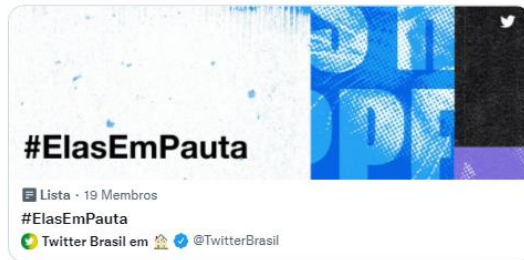 #ElasEmPauta
Lista · 19 Membros
#ElasEmPauta
Twitter Brasil em 🏠 @TwitterBrasil